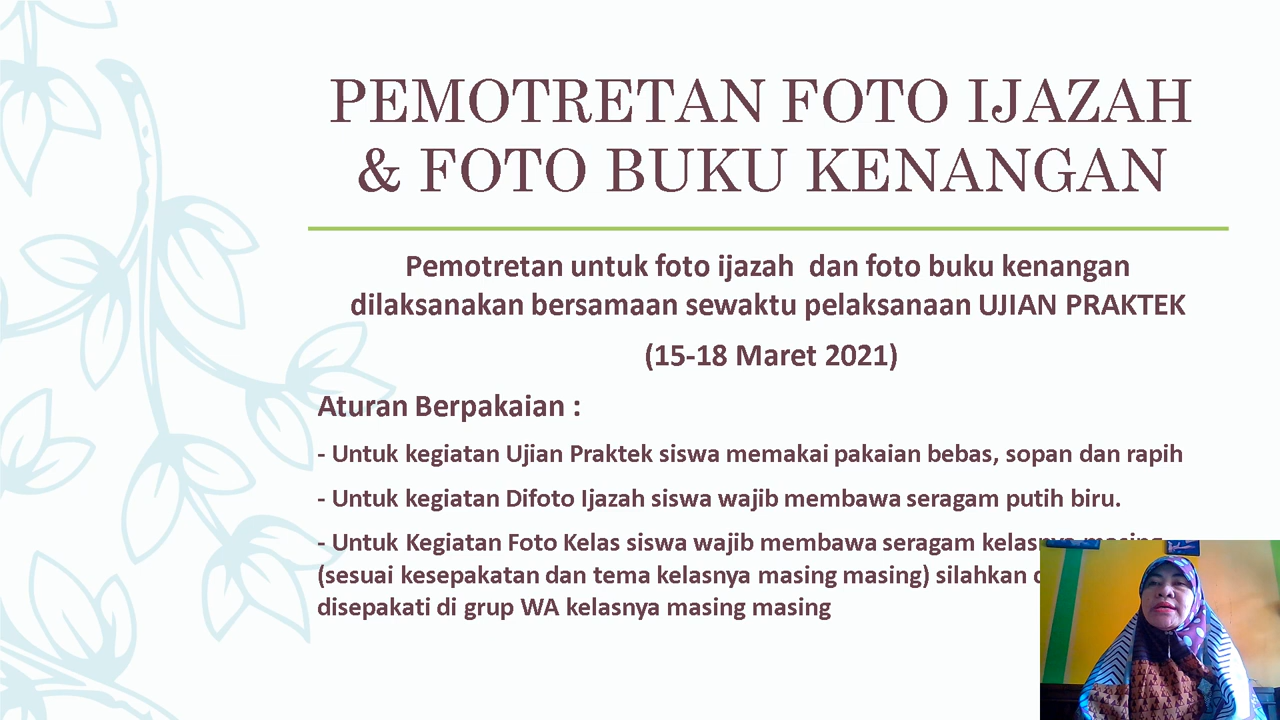 PEMOTRETAN FOTO IJAZAH
& FOTO BUKU KENANGAN
Pemotretan untuk foto ijazah dan foto buku kenangan
dilaksanakan bersamaan sewaktu pelaksanaan UJIAN PRAKTEK
(15-18 Maret 2021)
Aturan Berpakaian :
- Untuk kegiatan Ujian Praktek siswa memakai pakaian bebas, sopan dan rapih
- Untuk kegiatan Difoto Ijazah siswa wajib membawa seragam putih biru.
- Untuk Kegiatan Foto Kelas siswa wajib membawa seragam kelasnya masing
(sesuai kesepakatan dan tema kelasnya masing masing) silahkan
disepakati di grup WA kelasnya masing masing